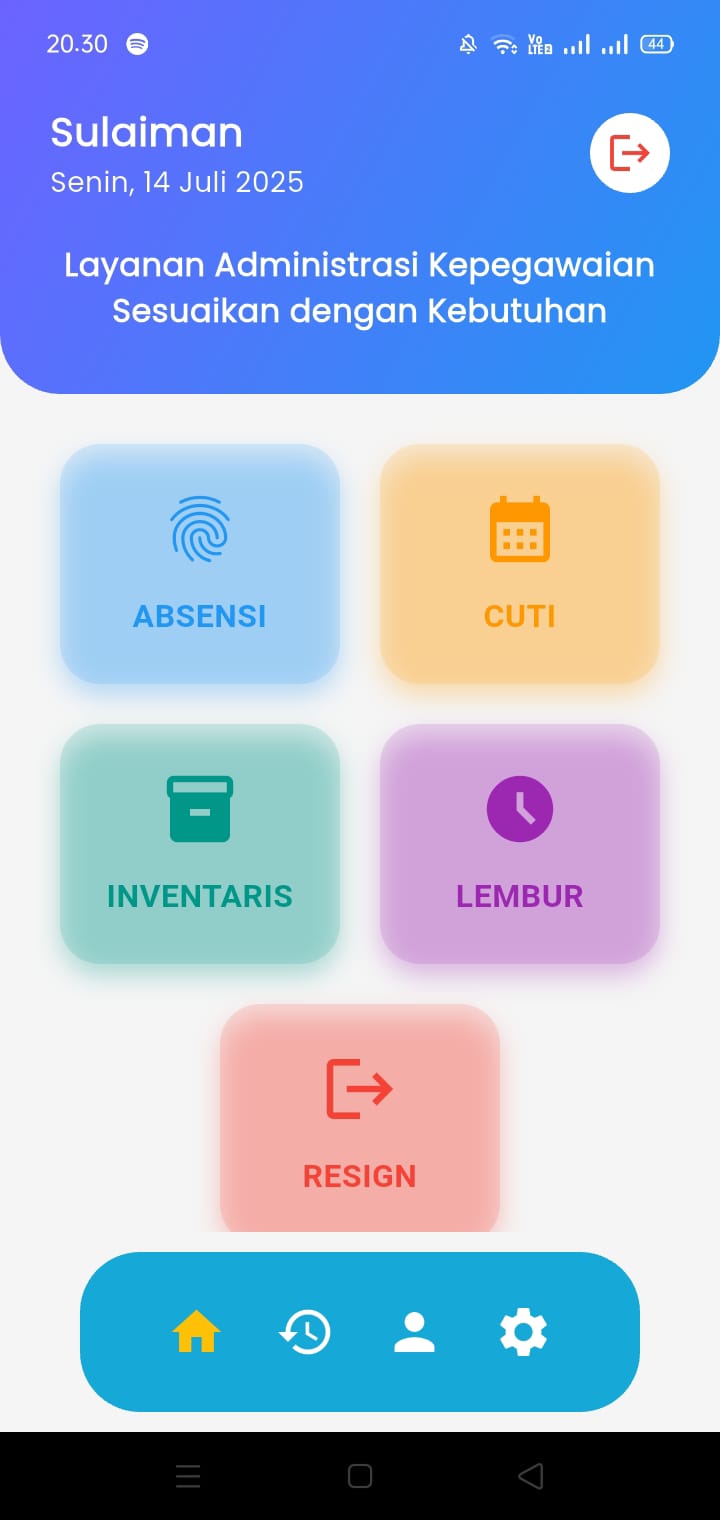 20.30
Vo LTE2
44
Sulaiman
Senin, 14 Juli 2025
Layanan Administrasi Kepegawaian
Sesuaikan dengan Kebutuhan
ABSENSI
CUTI
INVENTARIS
LEMBUR
RESIGN